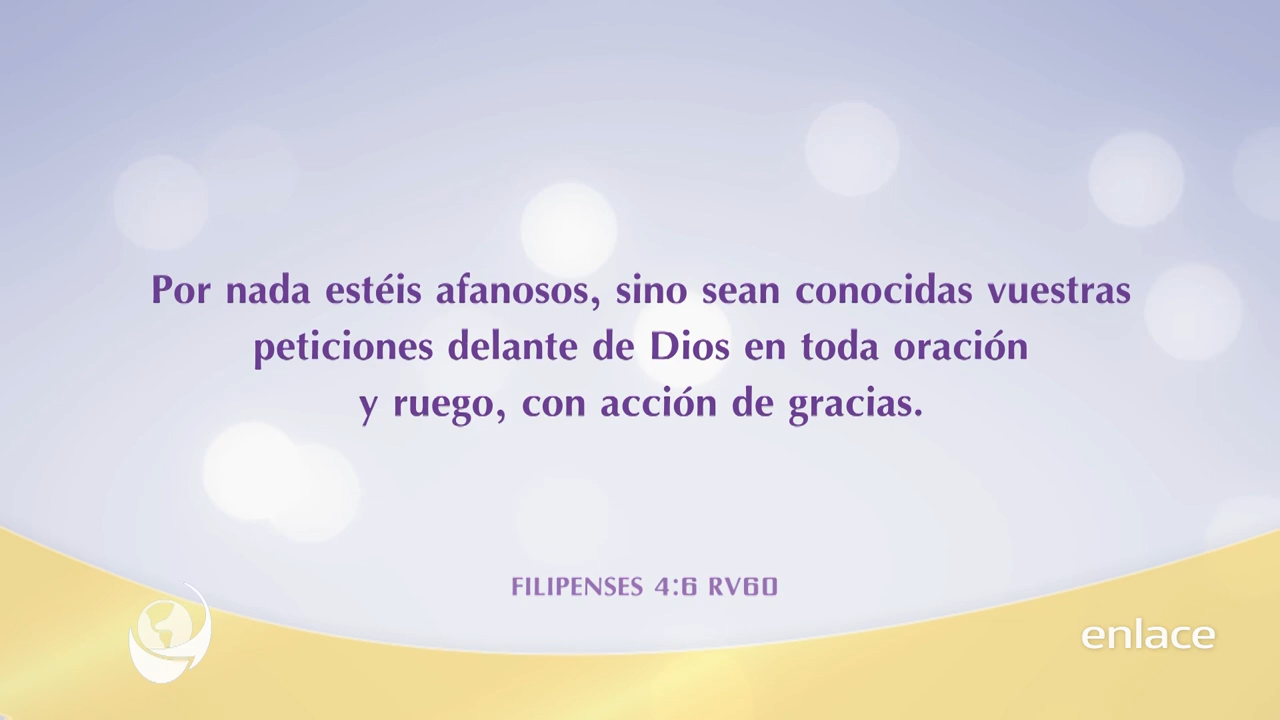 Por nada estéis afanosos, sino sean conocidas vuestras
peticiones delante de Dios en toda oración
y ruego, con acción de gracias.
FILIPENSES 4:6 RV60
enlace